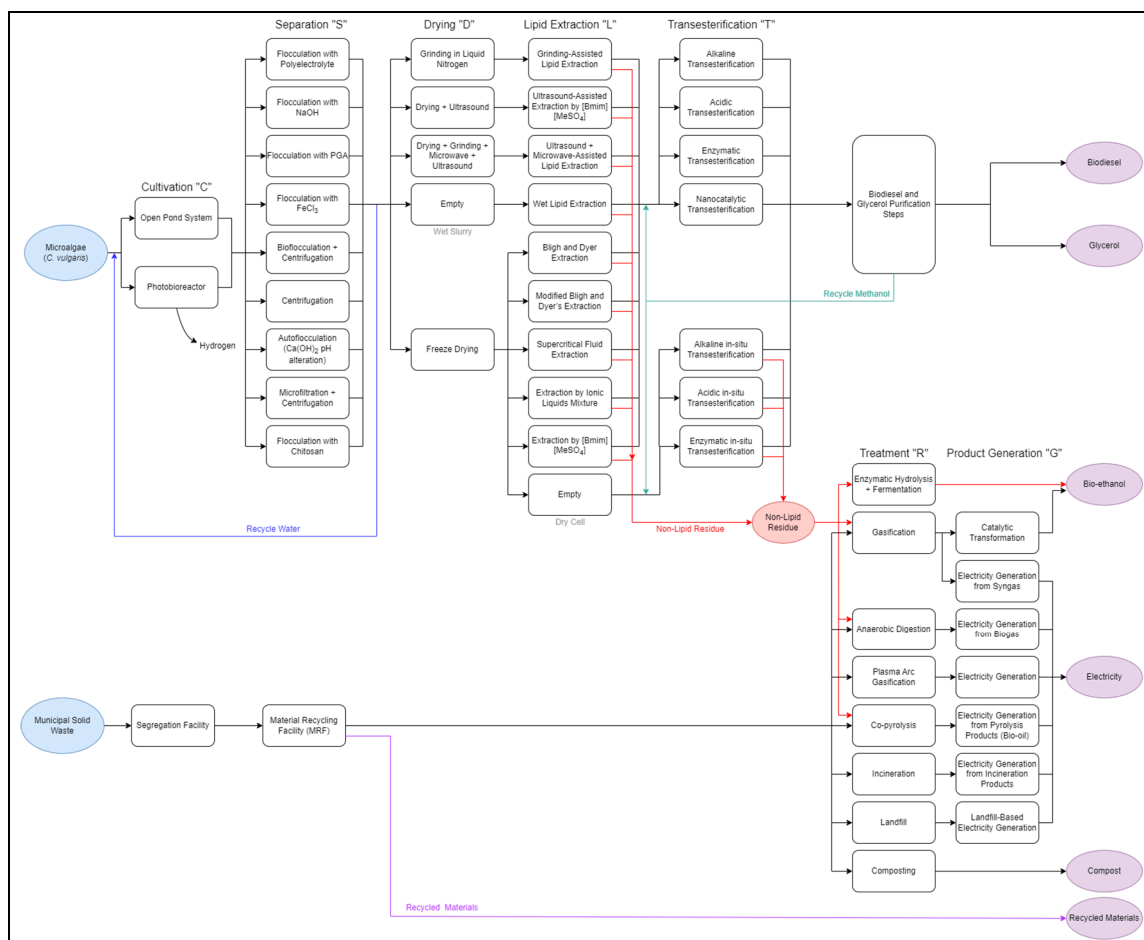 Separation "S"
Drying "D"
Lipid Extraction "L"
Transesterification "T"
Cultivation "C"
Microalgae
(C. vulgaris)
Open Pond System
Photobioreactor
Hydrogen
Flocculation with
Polyelectrolyte
Flocculation with
NaOH
Flocculation with PGA
Flocculation with
FeCl3
Bioflocculation +
Centrifugation
Centrifugation
Autoflocculation
(Ca(OH)2 pH
alteration)
Microfiltration +
Centrifugation
Flocculation with
Chitosan
Recycle Water
Grinding in Liquid
Nitrogen
Drying + Ultrasound
Drying + Grinding +
Microwave +
Ultrasound
Empty
Wet Slurry
Freeze Drying
Grinding-Assisted
Lipid Extraction
Ultrasound-Assisted
Extraction by [Bmim]
[MeSO4]
Ultrasound +
Microwave-Assisted
Lipid Extraction
Wet Lipid Extraction
Bligh and Dyer
Extraction
Modified Bligh and
Dyer's Extraction
Supercritical Fluid
Extraction
Extraction by Ionic
Liquids Mixture
Extraction by [Bmim]
[MeSO4]
Empty
Dry Cell
Alkaline
Transesterification
Acidic
Transesterification
Enzymatic
Transesterification
Nanocatalytic
Transesterification
Alkaline in-situ
Transesterification
Acidic in-situ
Transesterification
Enzymatic in-situ
Transesterification
Biodiesel and
Glycerol Purification
Steps
Recycle Methanol
Biodiesel
Glycerol
Non-Lipid Residue
Non-Lipid
Residue
Treatment "R"
Product Generation "G"
Enzymatic Hydrolysis
+ Fermentation
Gasification
Anaerobic Digestion
Plasma Arc
Gasification
Co-pyrolysis
Incineration
Landfill
Composting
Catalytic
Transformation
Electricity Generation
from Syngas
Electricity Generation
from Biogas
Electricity Generation
Electricity Generation
from Pyrolysis
Products (Bio-oil)
Electricity Generation
from Incineration
Products
Landfill-Based
Electricity Generation
Bio-ethanol
Electricity
Compost
Recycled Materials
Municipal Solid
Waste
Segregation Facility
Material Recycling
Facility (MRF)
Recycled Materials